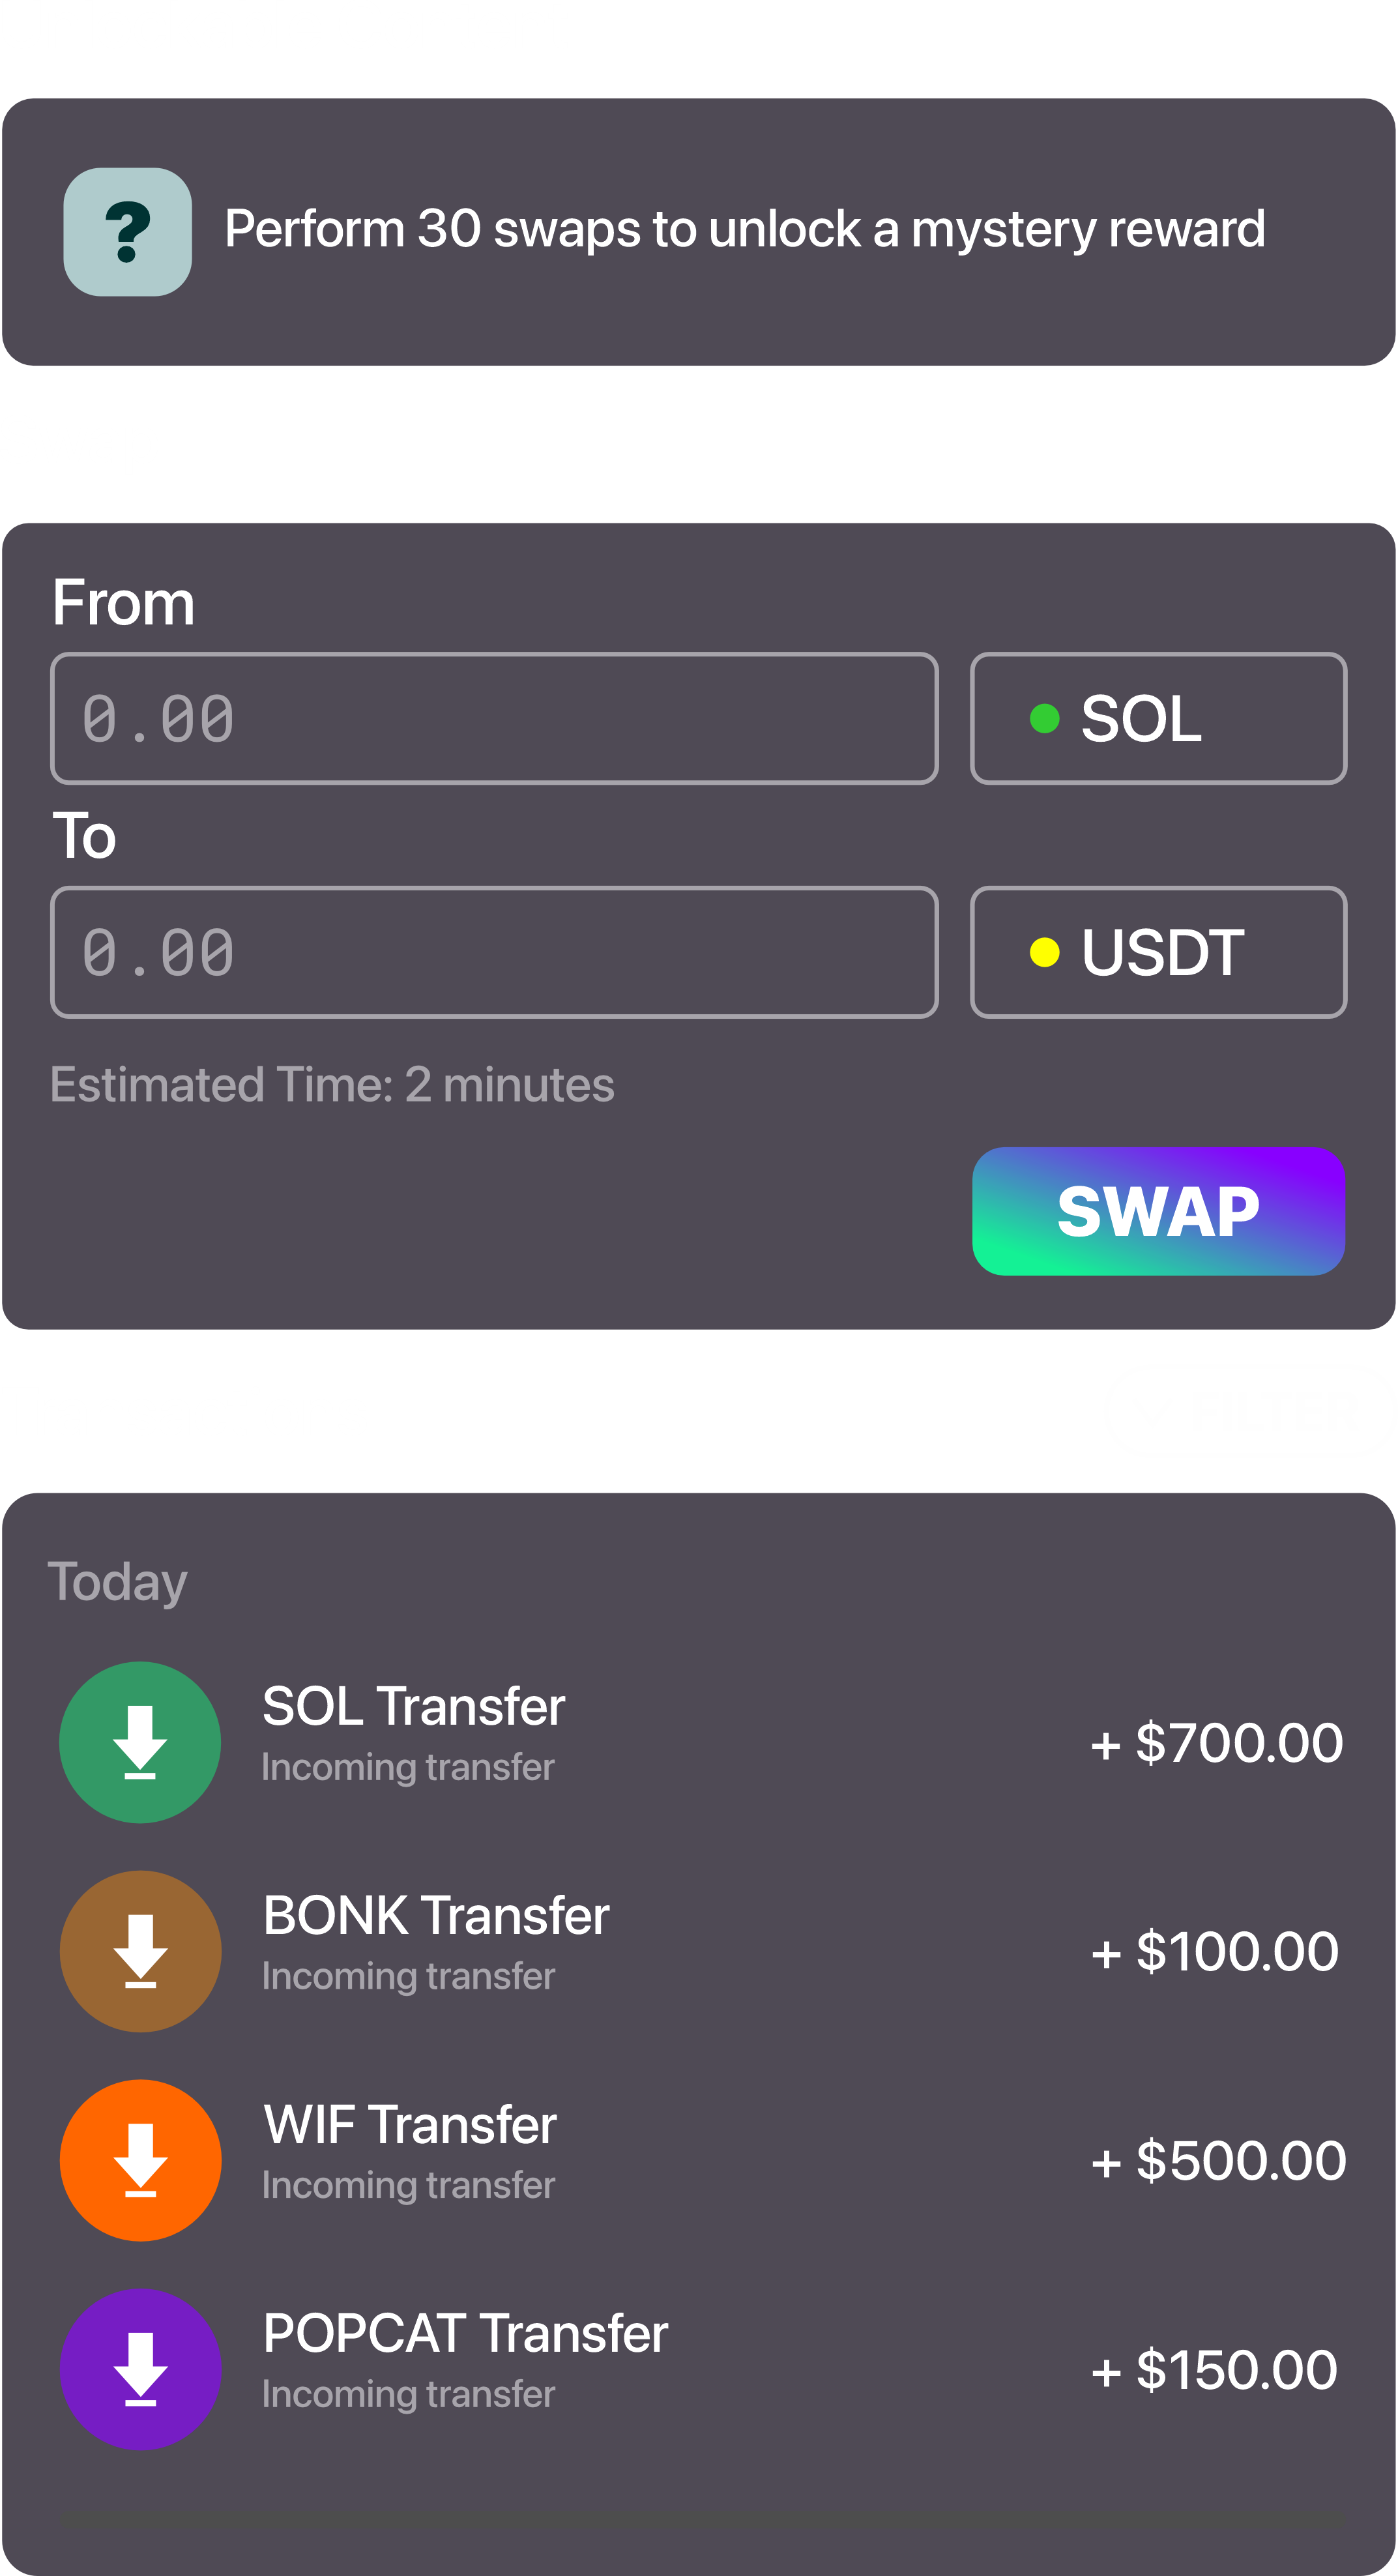 ?
Perform 30 swaps to unlock a mystery reward
From
0.00
SOL
To
0.00
USDT
Estimated Time: 2 minutes
SWAP
Today
SOL Transfer
Incoming transfer
+ $700.00
BONK Transfer
Incoming transfer
+ $100.00
WIF Transfer
Incoming transfer
+ $500.00
POPCAT Transfer
Incoming transfer
+ $150.00